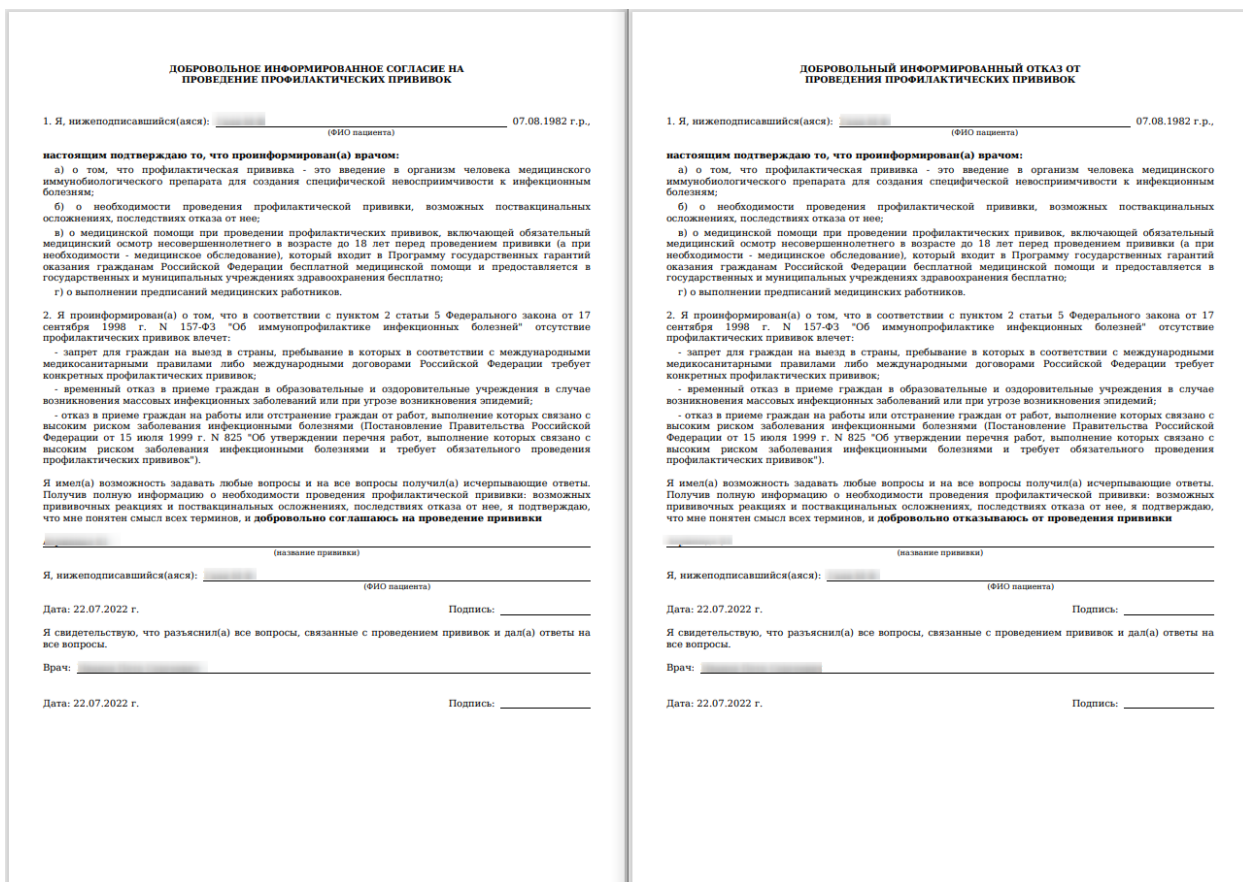 ДОБРОВОЛЬНОЕ ИНФОРМИРОВАННОЕ СОГЛАСИЕ НА
ПРОВЕДЕНИЕ ПРОФИЛАКТИЧЕСКИХ ПРИВИВОК
1. Я, нижеподписавшийся(аяся): 07.08.1982 г.р.,
(ФИО пациента)
настоящим подтверждаю то, что проинформирован(а) врачом:
а) о том, что профилактическая прививка - это введение в организм человека медицинского
иммунобиологического препарата для создания специфической невосприимчивости к инфекционным
болезням;
б) о необходимости проведения профилактической прививки, возможных поствакцинальных
осложнениях, последствиях отказа от нее;
в) о медицинской помощи при проведении профилактических прививок, включающей обязательный
медицинский осмотр несовершеннолетнего в возрасте до 18 лет перед проведением прививки (а при
необходимости - медицинское обследование), который входит в Программу государственных гарантий
оказания гражданам Российской Федерации бесплатной медицинской помощи и предоставляется в
государственных и муниципальных учреждениях здравоохранения бесплатно;
г) о выполнении предписаний медицинских работников.
2. Я проинформирован(а) о том, что в соответствии с пунктом 2 статьи 5 Федерального закона от 17
сентября 1998 г. N 157-ФЗ "Об иммунопрофилактике инфекционных болезней" отсутствие
профилактических прививок влечет:
- запрет для граждан на выезд в страны, пребывание в которых в соответствии с международными
медикосанитарными правилами либо международными договорами Российской Федерации требует
конкретных профилактических прививок;
- временный отказ в приеме граждан в образовательные и оздоровительные учреждения в случае
возникновения массовых инфекционных заболеваний или при угрозе возникновения эпидемий;
- отказ в приеме граждан на работы или отстранение граждан от работ, выполнение которых связано с
высоким риском заболевания инфекционными болезнями (Постановление Правительства Российской
Федерации от 15 июля 1999 г. N 825 "Об утверждении перечня работ, выполнение которых связано с
высоким риском заболевания инфекционными болезнями и требует обязательного проведения
профилактических прививок").
Я имел(а) возможность задавать любые вопросы и на все вопросы получил(а) исчерпывающие ответы.
Получив полную информацию о необходимости проведения профилактической прививки: возможных
прививочных реакциях и поствакцинальных осложнениях, последствиях отказа от нее, я подтверждаю,
что мне понятен смысл всех терминов, и добровольно соглашаюсь на проведение прививки
(название прививки)
Я, нижеподписавшийся(аяся):
(ФИО пациента)
Дата: 22.07.2022 г. Подпись:
Я свидетельствую, что разъяснил(а) все вопросы, связанные с проведением прививок и дал(а) ответы на
все вопросы.
Врач:
Дата: 22.07.2022 г. Подпись:
ДОБРОВОЛЬНЫЙ ИНФОРМИРОВАННЫЙ ОТКАЗ ОТ
ПРОВЕДЕНИЯ ПРОФИЛАКТИЧЕСКИХ ПРИВИВОК
1. Я, нижеподписавшийся(аяся): 07.08.1982 г.р.,
(ФИО пациента)
настоящим подтверждаю то, что проинформирован(а) врачом:
а) о том, что профилактическая прививка - это введение в организм человека медицинского
иммунобиологического препарата для создания специфической невосприимчивости к инфекционным
болезням;
б) о необходимости проведения профилактической прививки, возможных поствакцинальных
осложнениях, последствиях отказа от нее;
в) о медицинской помощи при проведении профилактических прививок, включающей обязательный
медицинский осмотр несовершеннолетнего в возрасте до 18 лет перед проведением прививки (а при
необходимости - медицинское обследование), который входит в Программу государственных гарантий
оказания гражданам Российской Федерации бесплатной медицинской помощи и предоставляется в
государственных и муниципальных учреждениях здравоохранения бесплатно;
г) о выполнении предписаний медицинских работников.
2. Я проинформирован(а) о том, что в соответствии с пунктом 2 статьи 5 Федерального закона от 17
сентября 1998 г. N 157-ФЗ "Об иммунопрофилактике инфекционных болезней" отсутствие
профилактических прививок влечет:
- запрет для граждан на выезд в страны, пребывание в которых в соответствии с международными
медикосанитарными правилами либо международными договорами Российской Федерации требует
конкретных профилактических прививок;
- временный отказ в приеме граждан в образовательные и оздоровительные учреждения в случае
возникновения массовых инфекционных заболеваний или при угрозе возникновения эпидемий;
- отказ в приеме граждан на работы или отстранение граждан от работ, выполнение которых связано с
высоким риском заболевания инфекционными болезнями (Постановление Правительства Российской
Федерации от 15 июля 1999 г. N 825 "Об утверждении перечня работ, выполнение которых связано с
высоким риском заболевания инфекционными болезнями и требует обязательного проведения
профилактических прививок").
Я имел(а) возможность задавать любые вопросы и на все вопросы получил(а) исчерпывающие ответы.
Получив полную информацию о необходимости проведения профилактической прививки: возможных
прививочных реакциях и поствакцинальных осложнениях, последствиях отказа от нее, я подтверждаю,
что мне понятен смысл всех терминов, и добровольно отказываюсь от проведения прививки
(название прививки)
Я, нижеподписавшийся(аяся):
(ФИО пациента)
Дата: 22.07.2022 г. Подпись:
Я свидетельствую, что разъяснил(а) все вопросы, связанные с проведением прививок и дал(а) ответы на
все вопросы.
Врач:
Дата: 22.07.2022 г. Подпись: